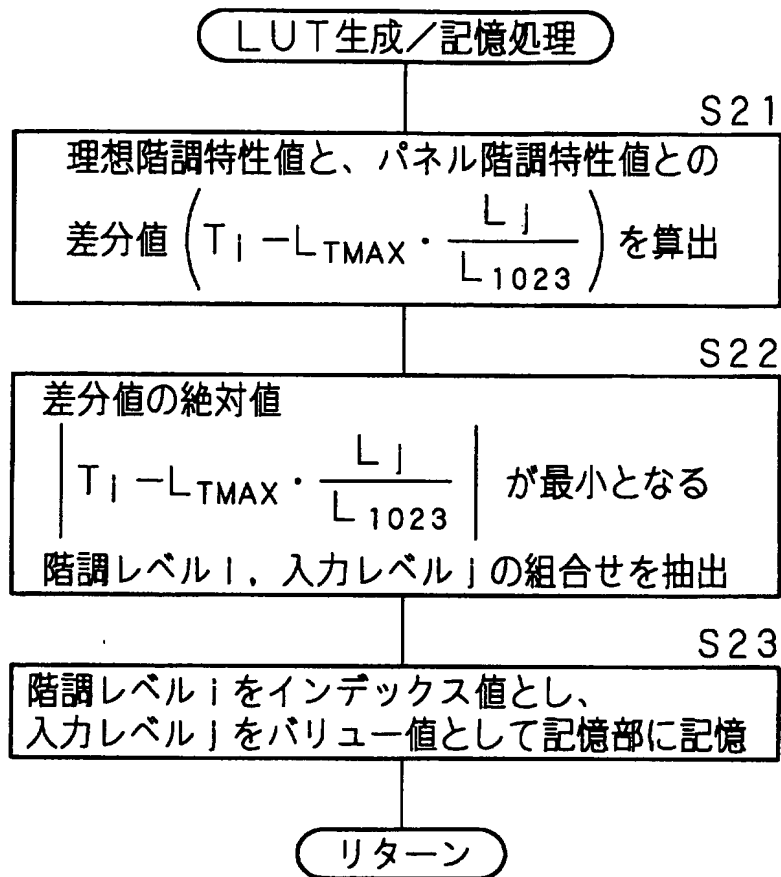 LUT生成/記憶処理
S21
理想階調特性値と、パネル階調特性値との
差分値(Ti-LTMAX・Lj/L1023)を算出
S22
差分値の絶対値
|Ti-LTMAX・Lj/L1023|が最小となる
階調レベルi,入力レベルjの組合せを抽出
S23
階調レベルiをインデックス値とし、
入力レベルjをバリュー値として記憶部に記憶
リターン